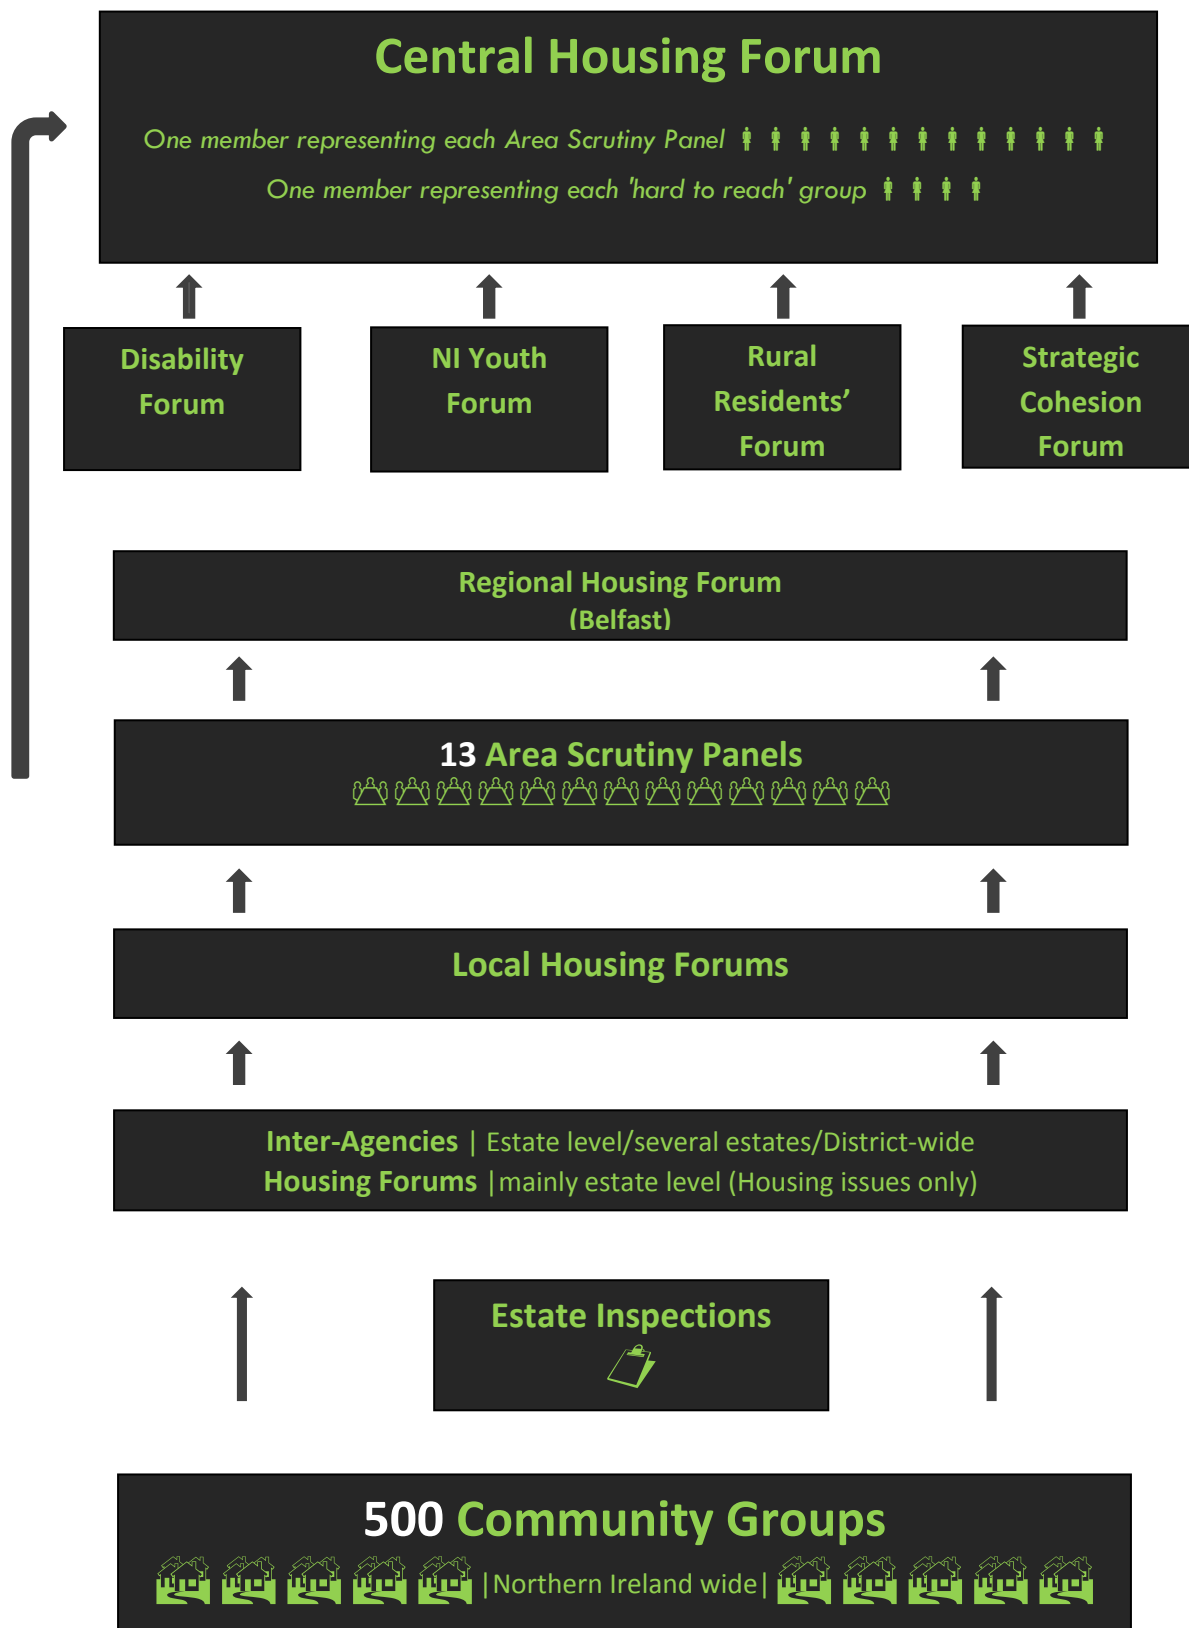 Central Housing Forum
One member representing each Area Scrutiny Panel
One member representing each 'hard to reach' group
Disability
Forum
NI Youth
Forum
Rural
Residents’
Forum
Strategic
Cohesion
Forum
Regional Housing Forum
(Belfast)
13 Area Scrutiny Panels
Local Housing Forums
Inter-Agencies | Estate level/several estates/District-wide
Housing Forums |mainly estate level (Housing issues only)
Estate Inspections
500 Community Groups
|Northern Ireland wide|